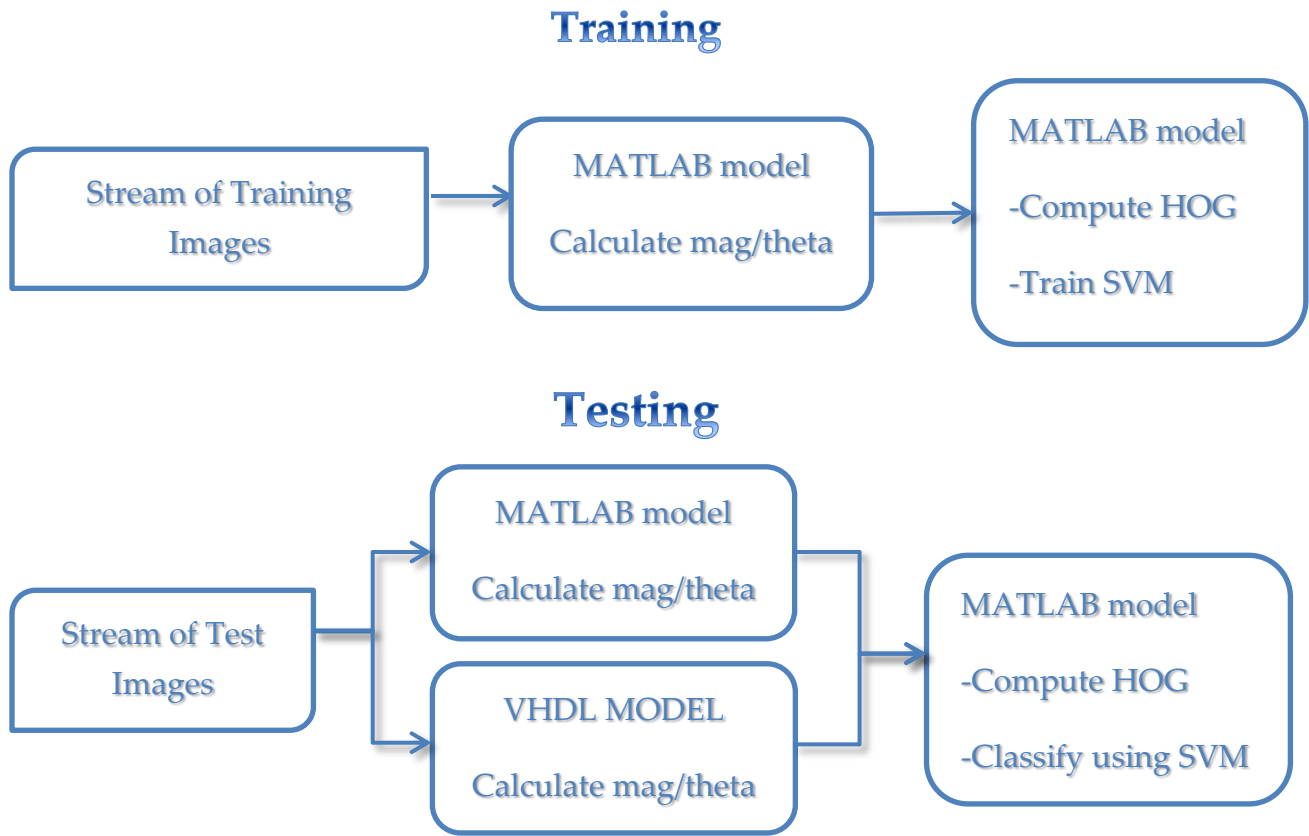 Training
Stream of Training
Images
MATLAB model
Calculate mag/theta
MATLAB model
-Compute HOG
-Train SVM
Testing
Stream of Test
Images
MATLAB model
Calculate mag/theta
VHDL MODEL
Calculate mag/theta
MATLAB model
-Compute HOG
-Classify using SVM